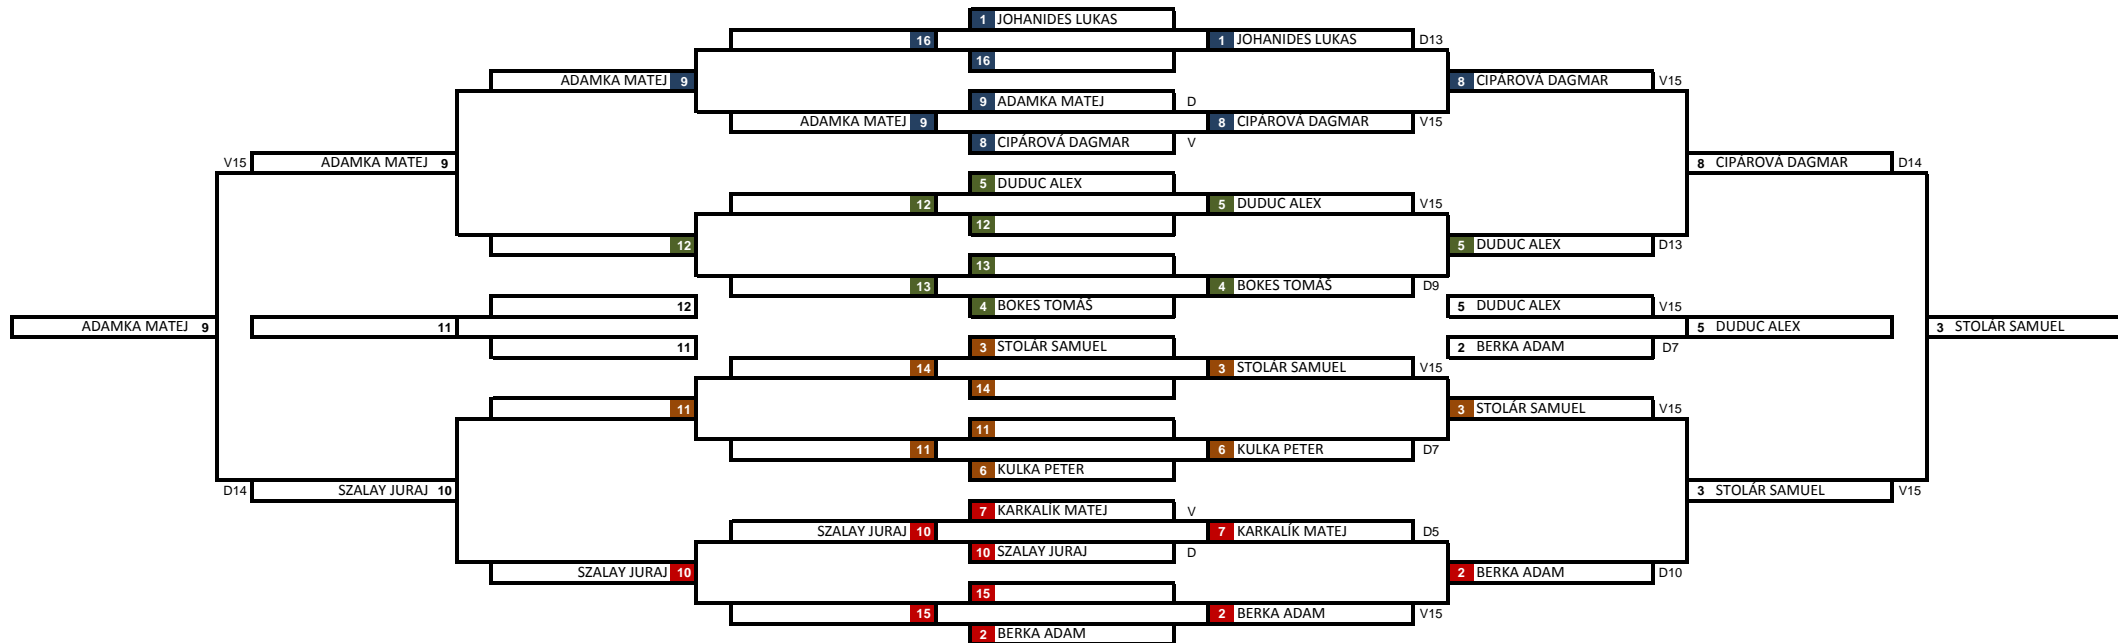 1 JOHANIDES LUKAS
16 1 JOHANIDES LUKAS D13
16
ADAMKA MATEJ 9 8 CIPÁROVÁ DAGMAR V15
9 ADAMKA MATEJ D
ADAMKA MATEJ 9 8 CIPÁROVÁ DAGMAR V15
8 CIPÁROVÁ DAGMAR V
V15 ADAMKA MATEJ 9 8 CIPÁROVÁ DAGMAR D14
5 DUDUC ALEX
12 5 DUDUC ALEX V15
12
12 5 DUDUC ALEX D13
13
13 4 BOKES TOMÁŠ D9
12 4 BOKES TOMÁŠ 5 DUDUC ALEX V15
ADAMKA MATEJ 9 11 5 DUDUC ALEX 3 STOLÁR SAMUEL
11 3 STOLÁR SAMUEL 2 BERKA ADAM D7
14 3 STOLÁR SAMUEL V15
14
11 3 STOLÁR SAMUEL V15
11
11 6 KULKA PETER D7
6 KULKA PETER
D14 SZALAY JURAJ 10 3 STOLÁR SAMUEL V15
7 KARKALÍK MATEJ V
SZALAY JURAJ 10 7 KARKALÍK MATEJ D5
10 SZALAY JURAJ D
SZALAY JURAJ 10 2 BERKA ADAM D10
15
15 2 BERKA ADAM V15
2 BERKA ADAM